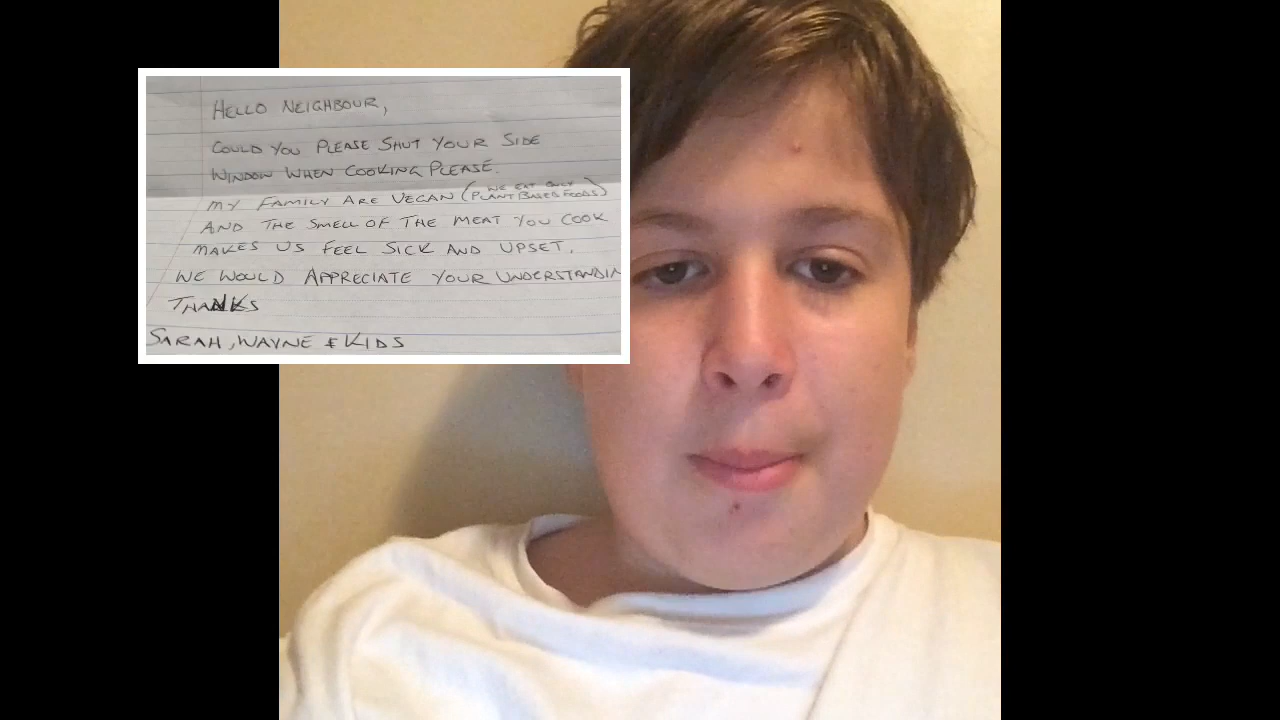 HELLO NEIGHBOUR,
COULD YOU PLEASE SHUT YOUR SIDE
WINDOW WHEN COOKING PLEASE.
MY FAMILY ARE VEGAN (WE EAT ONLY
PLANT BASED FOODS)
AND THE SMELL OF THE MEAT YOU COOK
MAKES US FEEL SICK AND UPSET.
WE WOULD APPRECIATE YOUR UNDERSTANDIN
THANKS
SARAH, WAYNE & KIDS